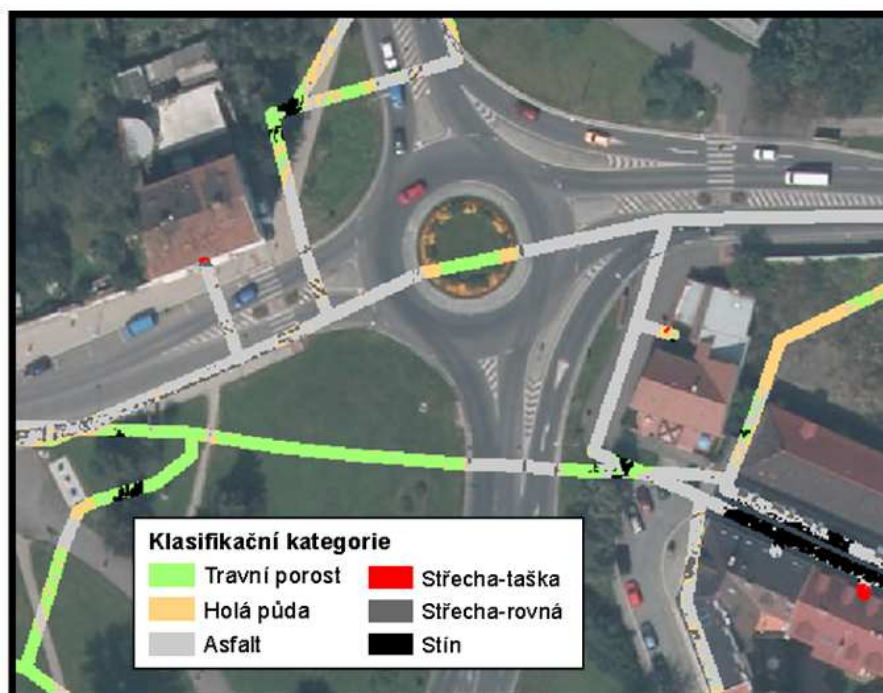 Klasifikační kategorie
Travní porost
Střecha-taška
Holá půda
Střecha-rovná
Asfalt
Stín